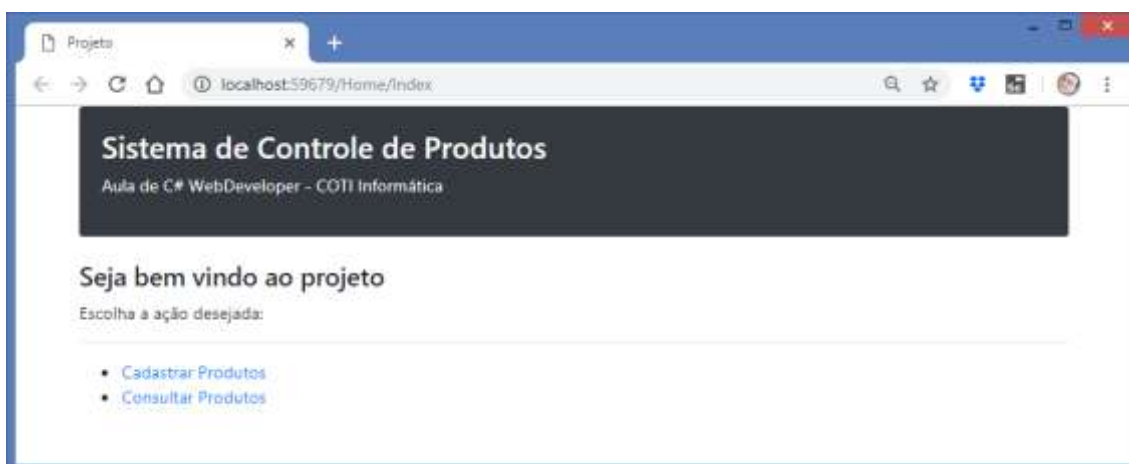 Projeto
localhost:59679/Home/Index
Sistema de Controle de Produtos
Aula de C# WebDeveloper - COTI Informática
Seja bem vindo ao projeto
Escolha a ação desejada:
Cadastrar Produtos
Consultar Produtos